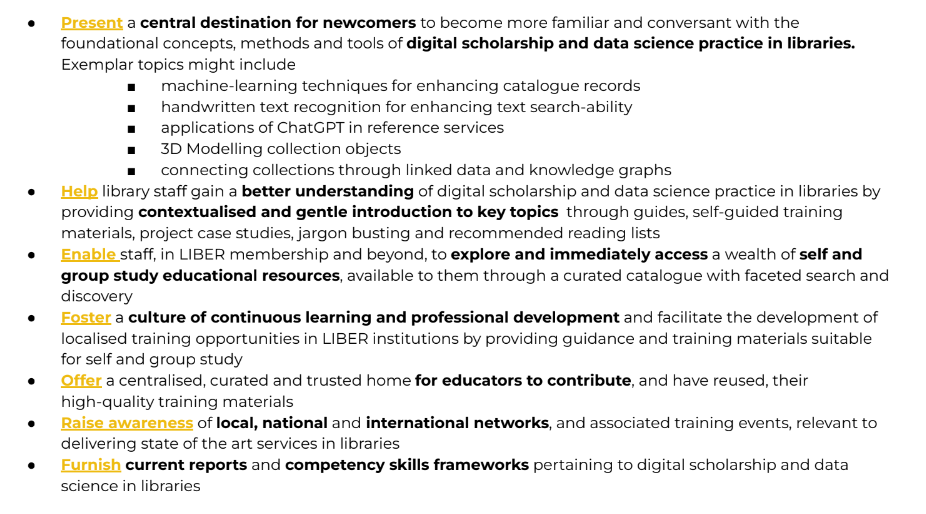 ● Present a central destination for newcomers to become more familiar and conversant with the
foundational concepts, methods and tools of digital scholarship and data science practice in libraries.
Exemplar topics might include
■ machine-learning techniques for enhancing catalogue records
■ handwritten text recognition for enhancing text search-ability
■ applications of ChatGPT in reference services
■ 3D Modelling collection objects
■ connecting collections through linked data and knowledge graphs
● Help library staff gain a better understanding of digital scholarship and data science practice in libraries by
providing contextualised and gentle introduction to key topics through guides, self-guided training
materials, project case studies, jargon busting and recommended reading lists
● Enable staff, in LIBER membership and beyond, to explore and immediately access a wealth of self and
group study educational resources, available to them through a curated catalogue with faceted search and
discovery
● Foster a culture of continuous learning and professional development and facilitate the development of
localised training opportunities in LIBER institutions by providing guidance and training materials suitable
for self and group study
● Offer a centralised, curated and trusted home for educators to contribute, and have reused, their
high-quality training materials
● Raise awareness of local, national and international networks, and associated training events, relevant to
delivering state of the art services in libraries
● Furnish current reports and competency skills frameworks pertaining to digital scholarship and data
science in libraries